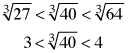 ∛27 < ∛40 < ∛64
3 < ∛40 < 4